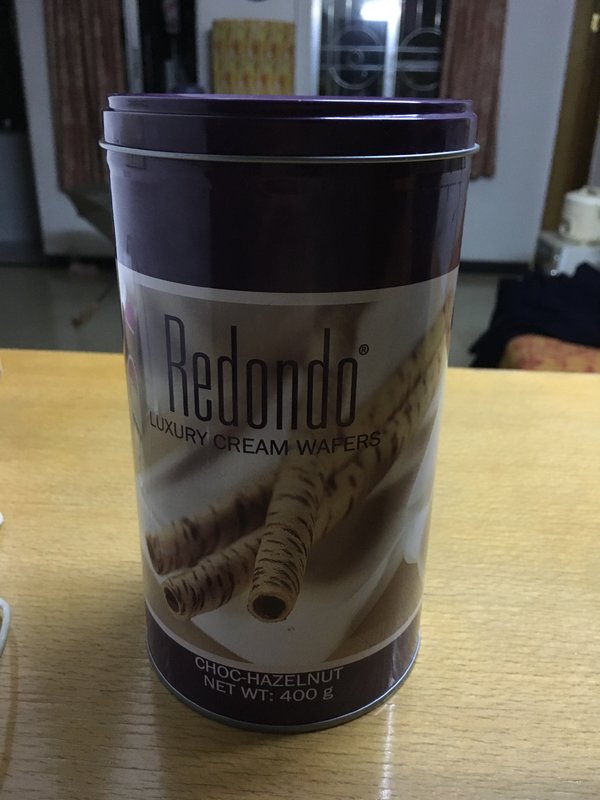 Redondo®
LUXURY CREAM WAFERS
CHOC-HAZELNUT
NET WT: 400 g